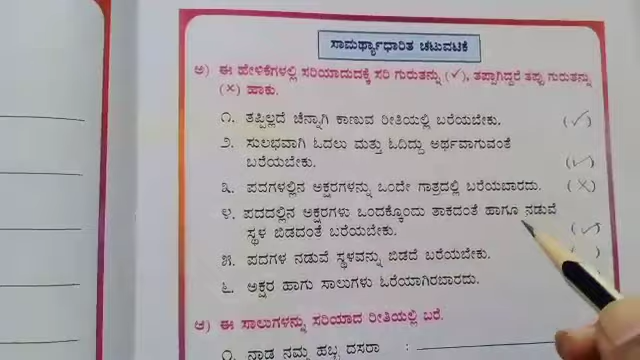 ಸಾಮರ್ಥ್ಯಾಧಾರಿತ ಚಟುವಟಿಕೆ
ಅ) ಈ ಹೇಳಿಕೆಗಳಲ್ಲಿ ಸರಿಯಾದುದಕ್ಕೆ ಸರಿ ಗುರುತನ್ನು (✓), ತಪ್ಪಾಗಿದ್ದರೆ ತಪ್ಪು ಗುರುತನ್ನು
(×) ಹಾಕು.
೧. ತಪ್ಪಿಲ್ಲದೆ ಚೆನ್ನಾಗಿ ಕಾಣುವ ರೀತಿಯಲ್ಲಿ ಬರೆಯಬೇಕು. (✓)
೨. ಸುಲಭವಾಗಿ ಓದಲು ಮತ್ತು ಓದಿದ್ದು ಅರ್ಥವಾಗುವಂತೆ
ಬರೆಯಬೇಕು. (✓)
೩. ಪದಗಳಲ್ಲಿನ ಅಕ್ಷರಗಳನ್ನು ಒಂದೇ ಗಾತ್ರದಲ್ಲಿ ಬರೆಯಬಾರದು. (×)
೪. ಪದದಲ್ಲಿನ ಅಕ್ಷರಗಳು ಒಂದಕ್ಕೊಂದು ತಾಕದಂತೆ ಹಾಗೂ ನಡುವೆ
ಸ್ಥಳ ಬಿಡದಂತೆ ಬರೆಯಬೇಕು. (✓)
೫. ಪದಗಳ ನಡುವೆ ಸ್ಥಳವನ್ನು ಬಿಡದೆ ಬರೆಯಬೇಕು. ( )
೬. ಅಕ್ಷರ ಹಾಗು ಸಾಲುಗಳು ಓರೆಯಾಗಿರಬಾರದು.
ಆ) ಈ ಸಾಲುಗಳನ್ನು ಸರಿಯಾದ ರೀತಿಯಲ್ಲಿ ಬರೆ.
೧. ನಾಡ ನಮ್ಮ ಹಬ್ಬ ದಸರಾ :